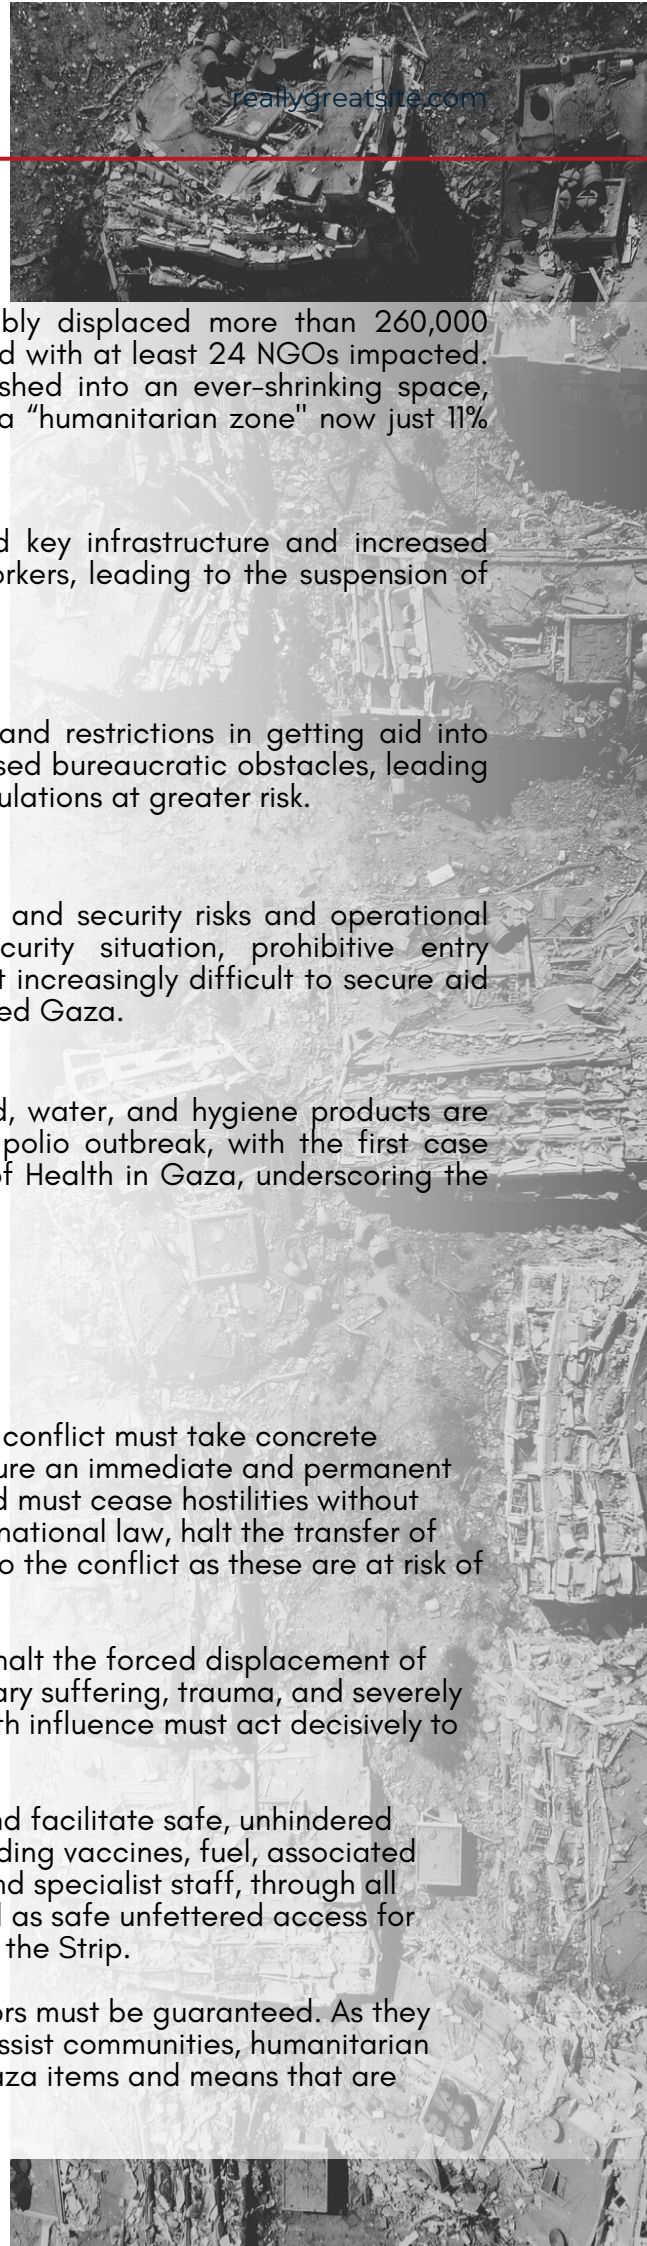 reallygreatsite.com
bly displaced more than 260,000
d with at least 24 NGOs impacted.
shed into an ever-shrinking space,
a “humanitarian zone" now just 11%
d key infrastructure and increased
orkers, leading to the suspension of
and restrictions in getting aid into
sed bureaucratic obstacles, leading
ulations at greater risk.
and security risks and operational
curity situation, prohibitive entry
t increasingly difficult to secure aid
ed Gaza.
d, water, and hygiene products are
polio outbreak, with the first case
of Health in Gaza, underscoring the
conflict must take concrete
ure an immediate and permanent
d must cease hostilities without
national law, halt the transfer of
o the conflict as these are at risk of
halt the forced displacement of
ary suffering, trauma, and severely
th influence must act decisively to
nd facilitate safe, unhindered
ding vaccines, fuel, associated
nd specialist staff, through all
l as safe unfettered access for
the Strip.
ors must be guaranteed. As they
assist communities, humanitarian
aza items and means that are